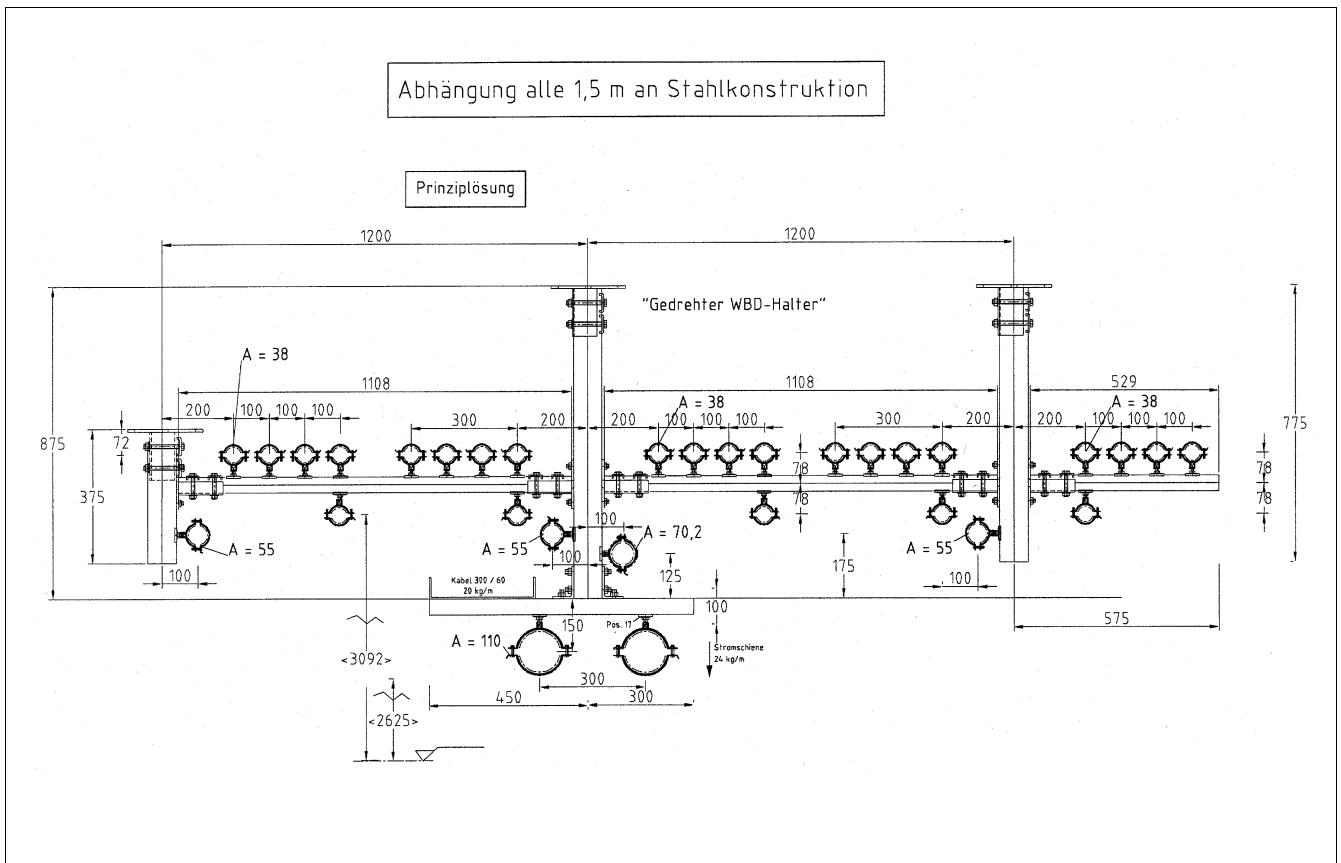 Abhängung alle 1,5 m an Stahlkonstruktion
Prinziplösung
1200
1200
"Gedrehter WBD-Halter"
A = 38
1108
1108
529
200
100
100
100
300
200
200
A = 38
100
100
100
300
200
200
A = 38
100
100
100
875
72
375
775
78
78
78
78
A = 55
100
A = 55
100
100
A = 70,2
125
175
A = 55
100
Kabel 300 / 60
20 kg/m
150
Pos. 17
100
575
A = 110
Stromschiene
24 kg/m
<3092>
300
450
300
<2625>